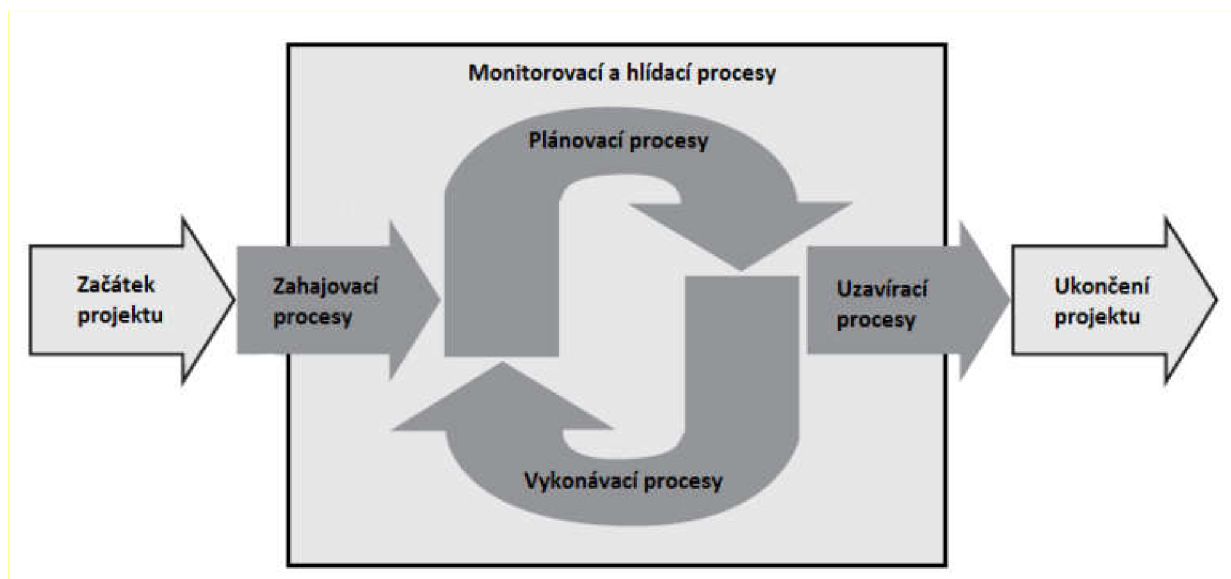 Monitorovací a hlídací procesy
Plánovací procesy
Začátek
projektu
Zahajovací
procesy
Uzavírací
procesy
Ukončení
projektu
Vykonávací procesy